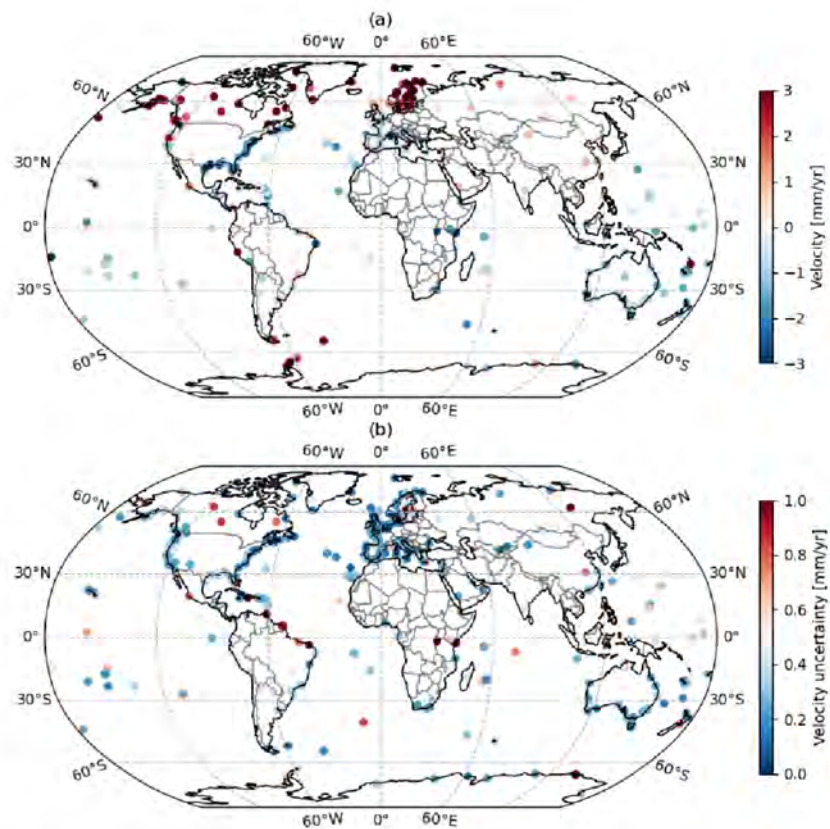 (a)
60°W 0° 60°E
60°N 60°N
30°N 30°N
0° 0°
30°S 30°S
60°S 60°S
60°W 0° 60°E
3
2
1
0
−1
−2
−3
Velocity [mm/yr]
(b)
60°W 0° 60°E
60°N 60°N
30°N 30°N
0° 0°
30°S 30°S
60°S 60°S
60°W 0° 60°E
1.0
0.8
0.6
0.4
0.2
0.0
Velocity uncertainty [mm/yr]